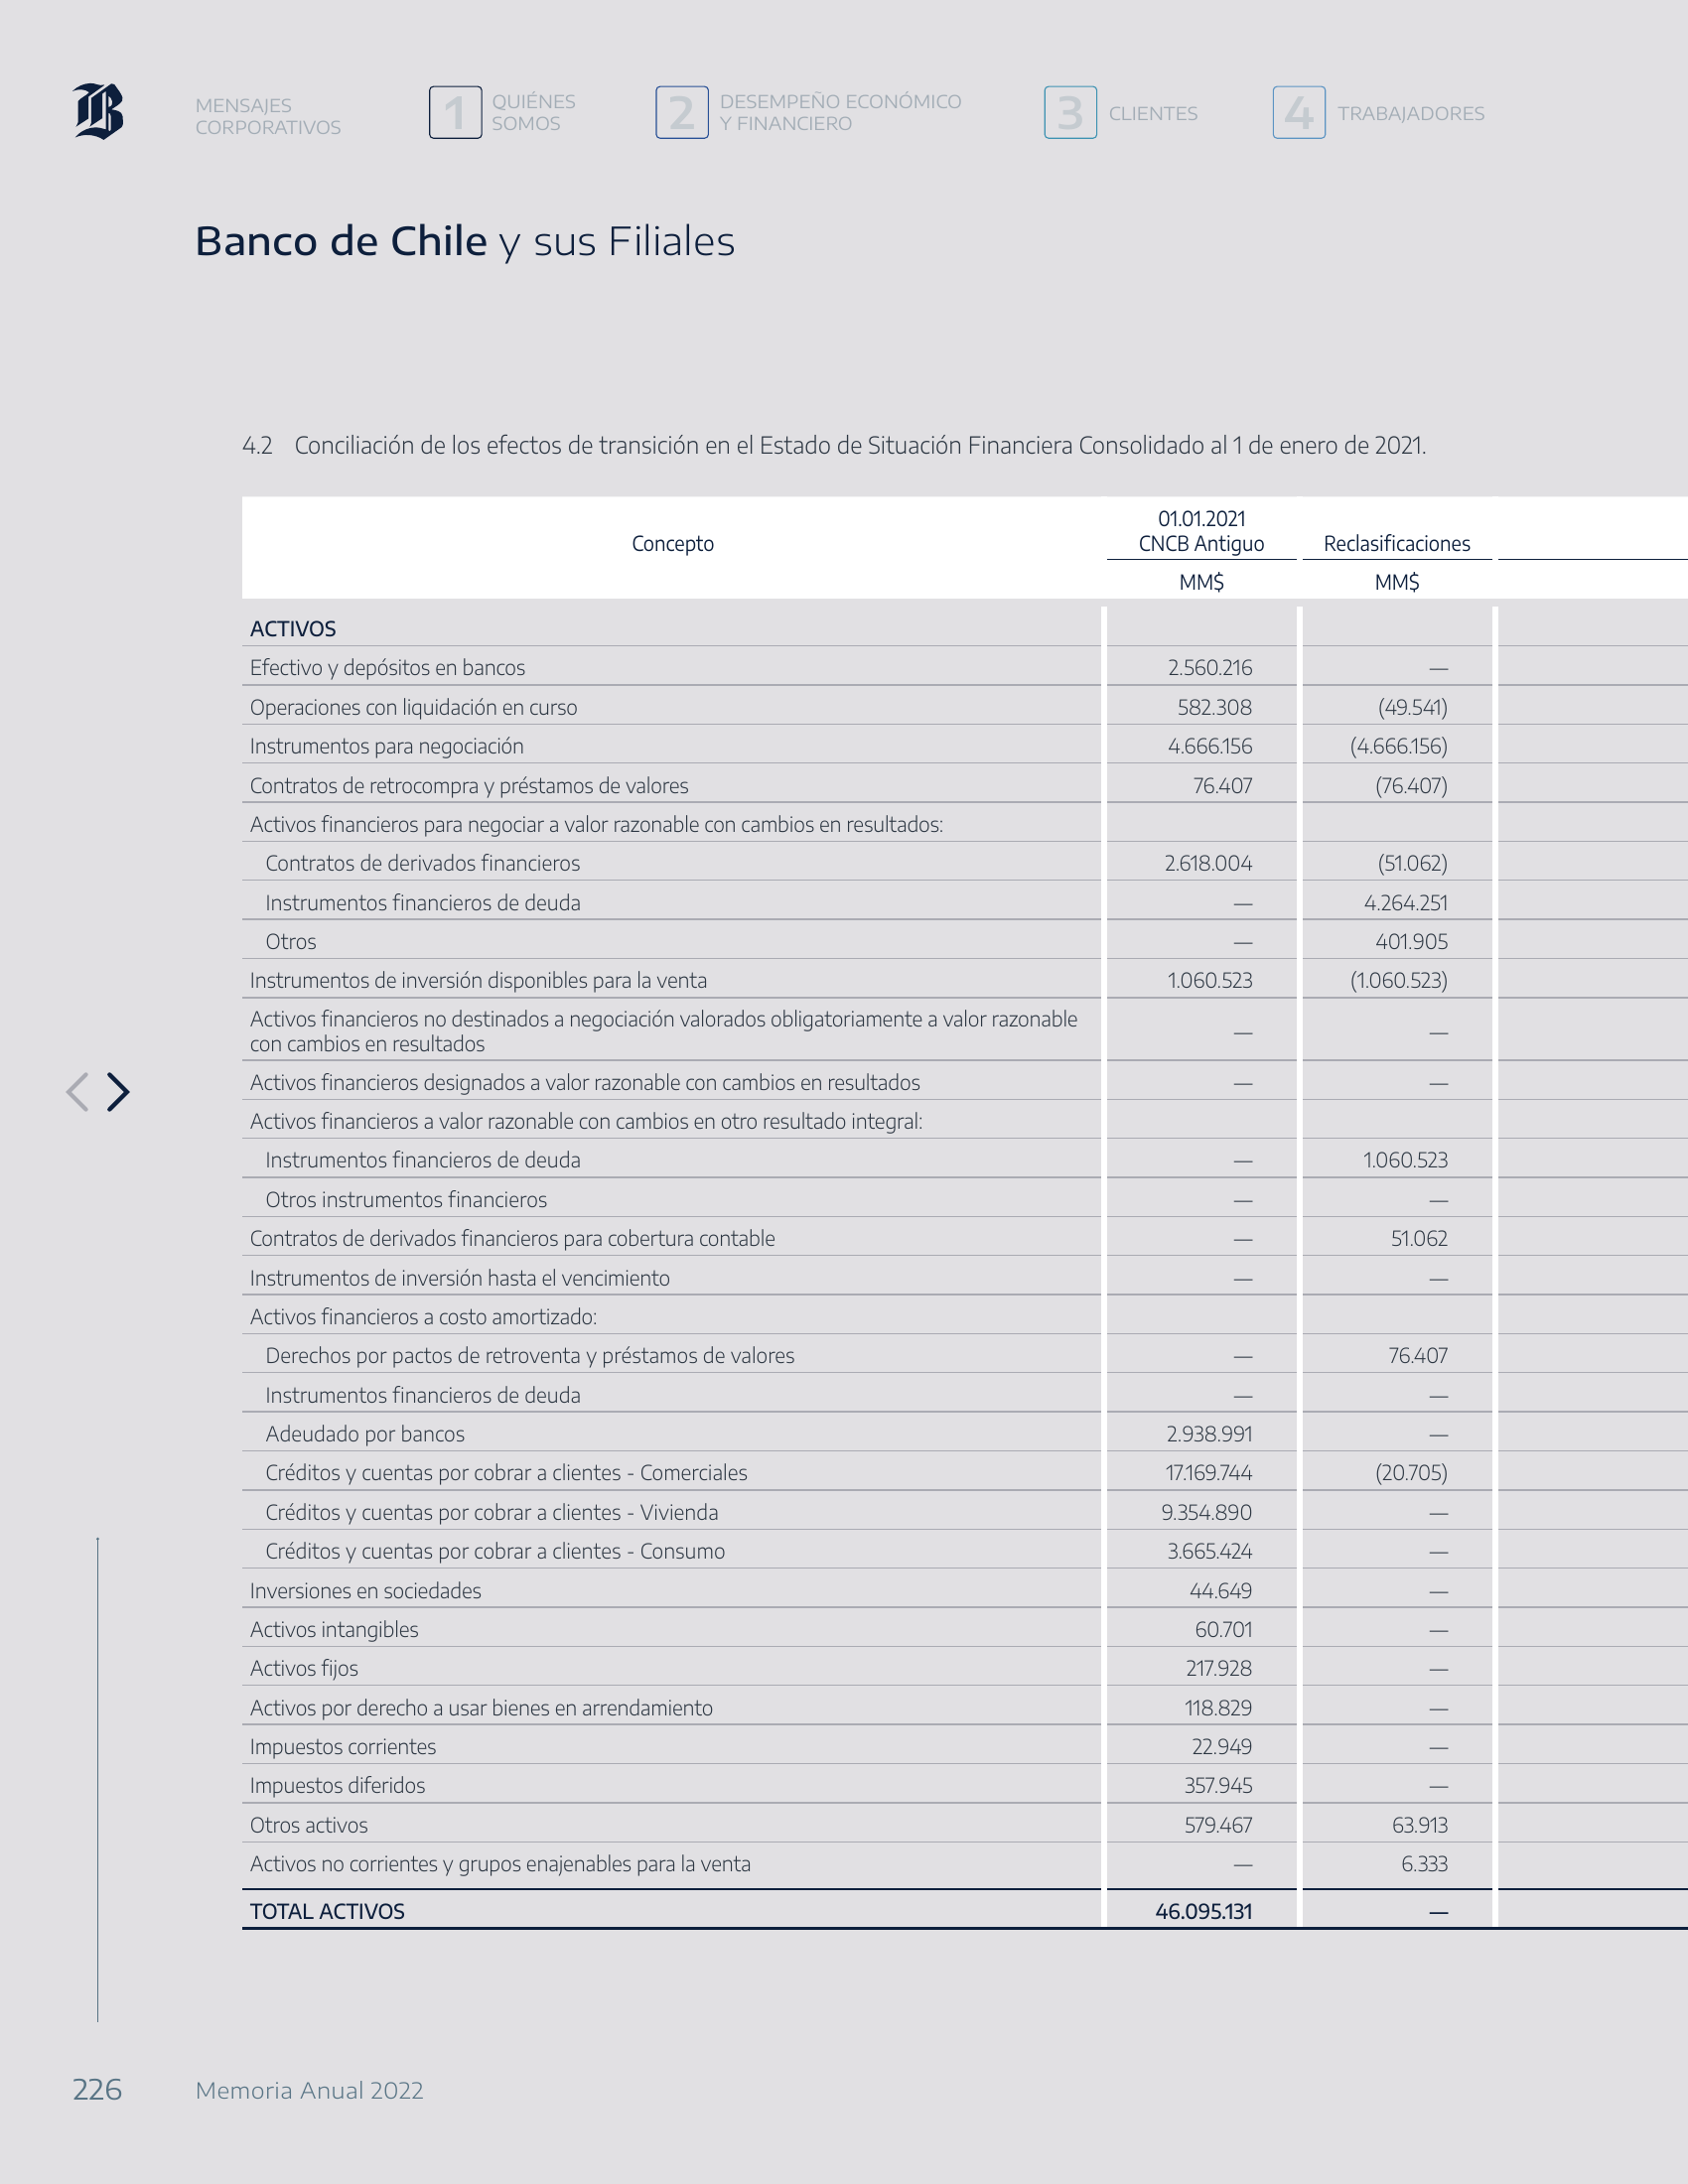 B
MENSAJES
CORPORATIVOS
1 QUIÉNES
SOMOS
2 DESEMPEÑO ECONÓMICO
Y FINANCIERO
3 CLIENTES
4 TRABAJADORES
Banco de Chile y sus Filiales
4.2 Conciliación de los efectos de transición en el Estado de Situación Financiera Consolidado al 1 de enero de 2021.
Concepto
01.01.2021
CNCB Antiguo
Reclasificaciones
MM$ MM$
ACTIVOS
Efectivo y depósitos en bancos 2.560.216 —
Operaciones con liquidación en curso 582.308 (49.541)
Instrumentos para negociación 4.666.156 (4.666.156)
Contratos de retrocompra y préstamos de valores 76.407 (76.407)
Activos financieros para negociar a valor razonable con cambios en resultados:
Contratos de derivados financieros 2.618.004 (51.062)
Instrumentos financieros de deuda — 4.264.251
Otros — 401.905
Instrumentos de inversión disponibles para la venta 1.060.523 (1.060.523)
Activos financieros no destinados a negociación valorados obligatoriamente a valor razonable
con cambios en resultados — —
Activos financieros designados a valor razonable con cambios en resultados — —
Activos financieros a valor razonable con cambios en otro resultado integral:
Instrumentos financieros de deuda — 1.060.523
Otros instrumentos financieros — —
Contratos de derivados financieros para cobertura contable — 51.062
Instrumentos de inversión hasta el vencimiento — —
Activos financieros a costo amortizado:
Derechos por pactos de retroventa y préstamos de valores — 76.407
Instrumentos financieros de deuda — —
Adeudado por bancos 2.938.991 —
Créditos y cuentas por cobrar a clientes - Comerciales 17.169.744 (20.705)
Créditos y cuentas por cobrar a clientes - Vivienda 9.354.890 —
Créditos y cuentas por cobrar a clientes - Consumo 3.665.424 —
Inversiones en sociedades 44.649 —
Activos intangibles 60.701 —
Activos fijos 217.928 —
Activos por derecho a usar bienes en arrendamiento 118.829 —
Impuestos corrientes 22.949 —
Impuestos diferidos 357.945 —
Otros activos 579.467 63.913
Activos no corrientes y grupos enajenables para la venta — 6.333
TOTAL ACTIVOS 46.095.131 —
226 Memoria Anual 2022